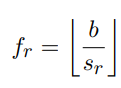 f_r = ⌊ b / s_r ⌋